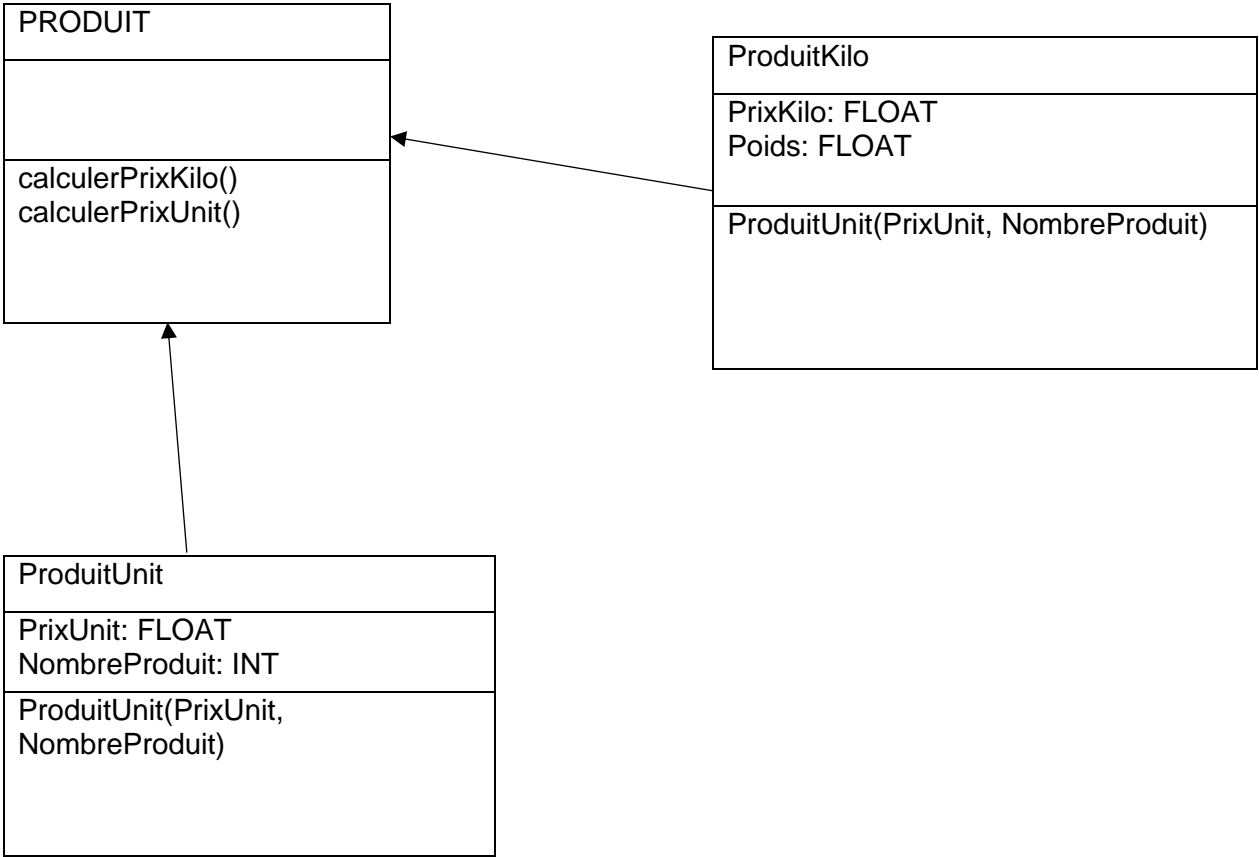 PRODUIT
calculerPrixKilo()
calculerPrixUnit()
ProduitKilo
PrixKilo: FLOAT
Poids: FLOAT
ProduitUnit(PrixUnit, NombreProduit)
ProduitUnit
PrixUnit: FLOAT
NombreProduit: INT
ProduitUnit(PrixUnit,
NombreProduit)